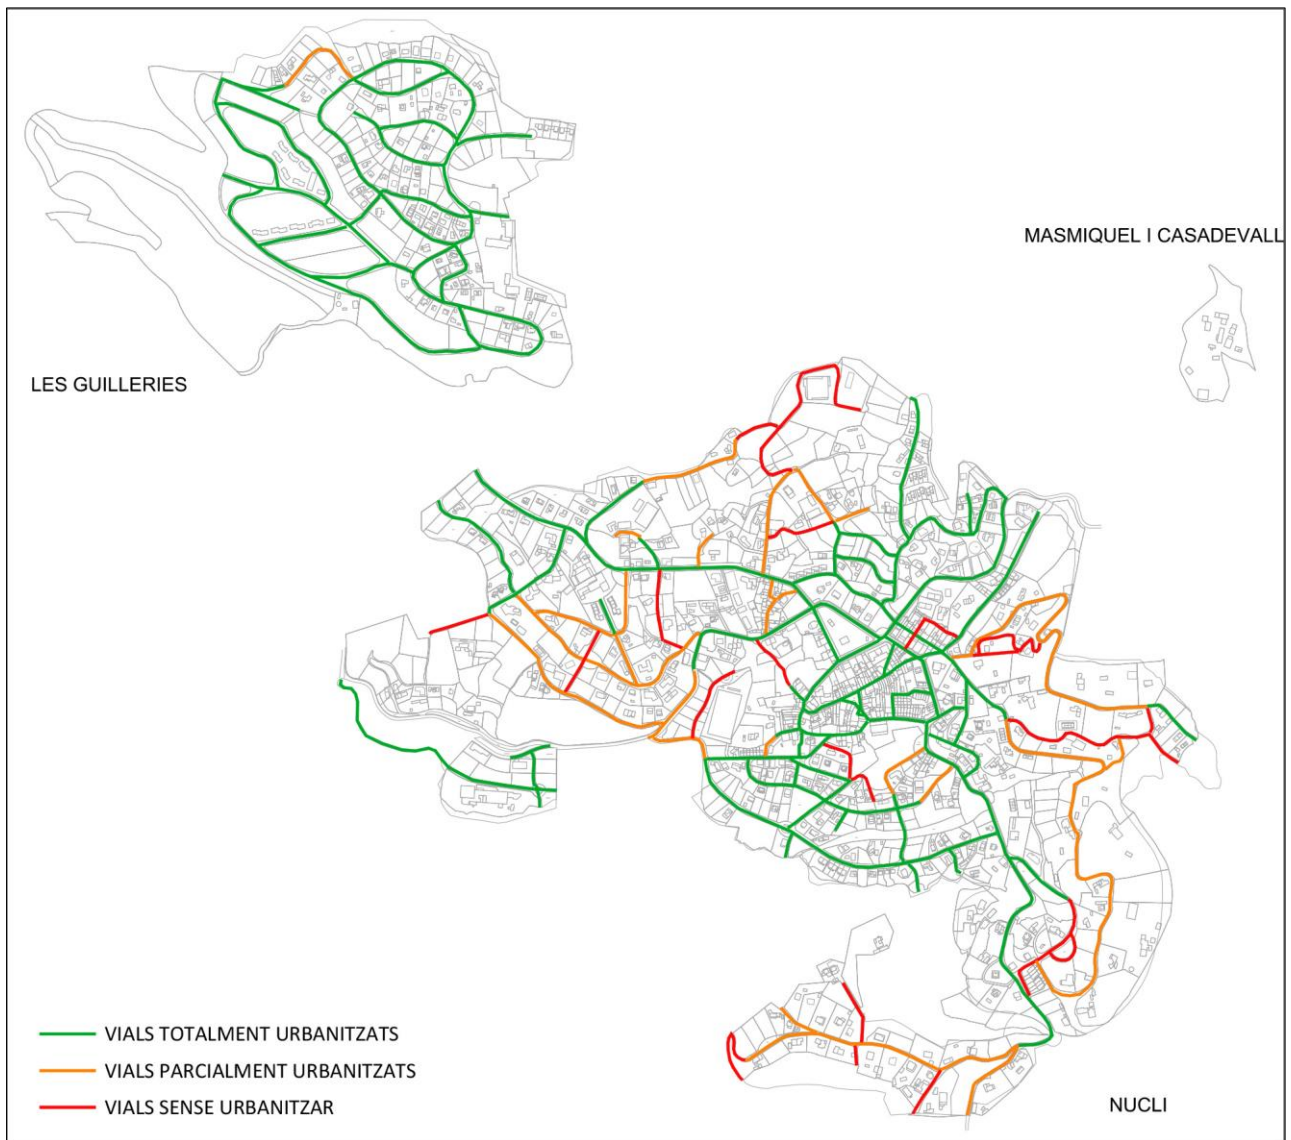 MASMIQUEL I CASADEVALL
LES GUILLERIES
VIALS TOTALMENT URBANITZATS
VIALS PARCIALMENT URBANITZATS
VIALS SENSE URBANITZAR
NUCLI